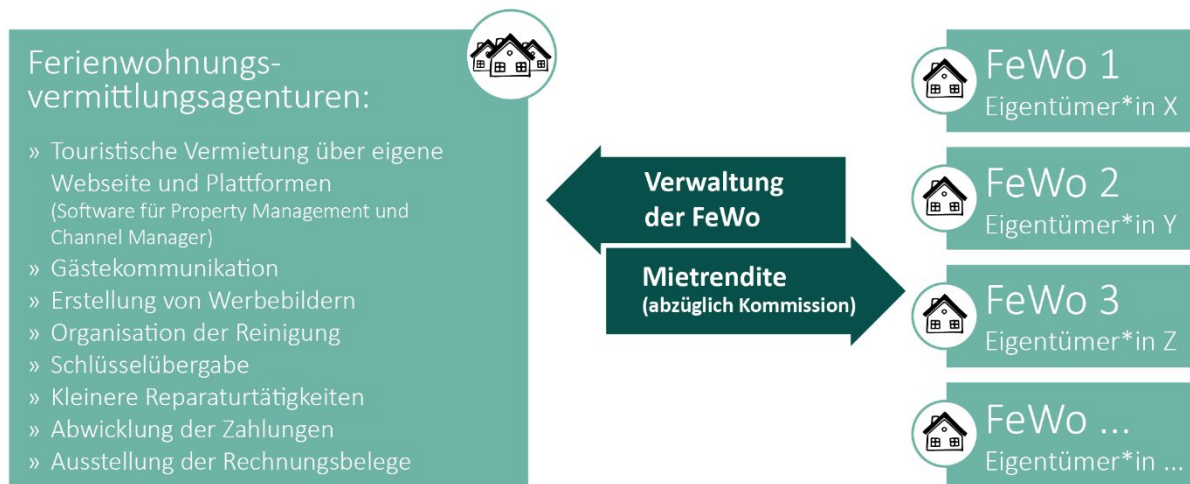 Ferienwohnungs-
vermittlungsagenturen:
» Touristische Vermietung über eigene
Webseite und Plattformen
(Software für Property Management und
Channel Manager)
» Gästekommunikation
» Erstellung von Werbebildern
» Organisation der Reinigung
» Schlüsselübergabe
» Kleinere Reparaturtätigkeiten
» Abwicklung der Zahlungen
» Ausstellung der Rechnungsbelege
Verwaltung
der FeWo
Mietrendite
(abzüglich Kommission)
FeWo 1
Eigentümer*in X
FeWo 2
Eigentümer*in Y
FeWo 3
Eigentümer*in Z
FeWo ...
Eigentümer*in ...